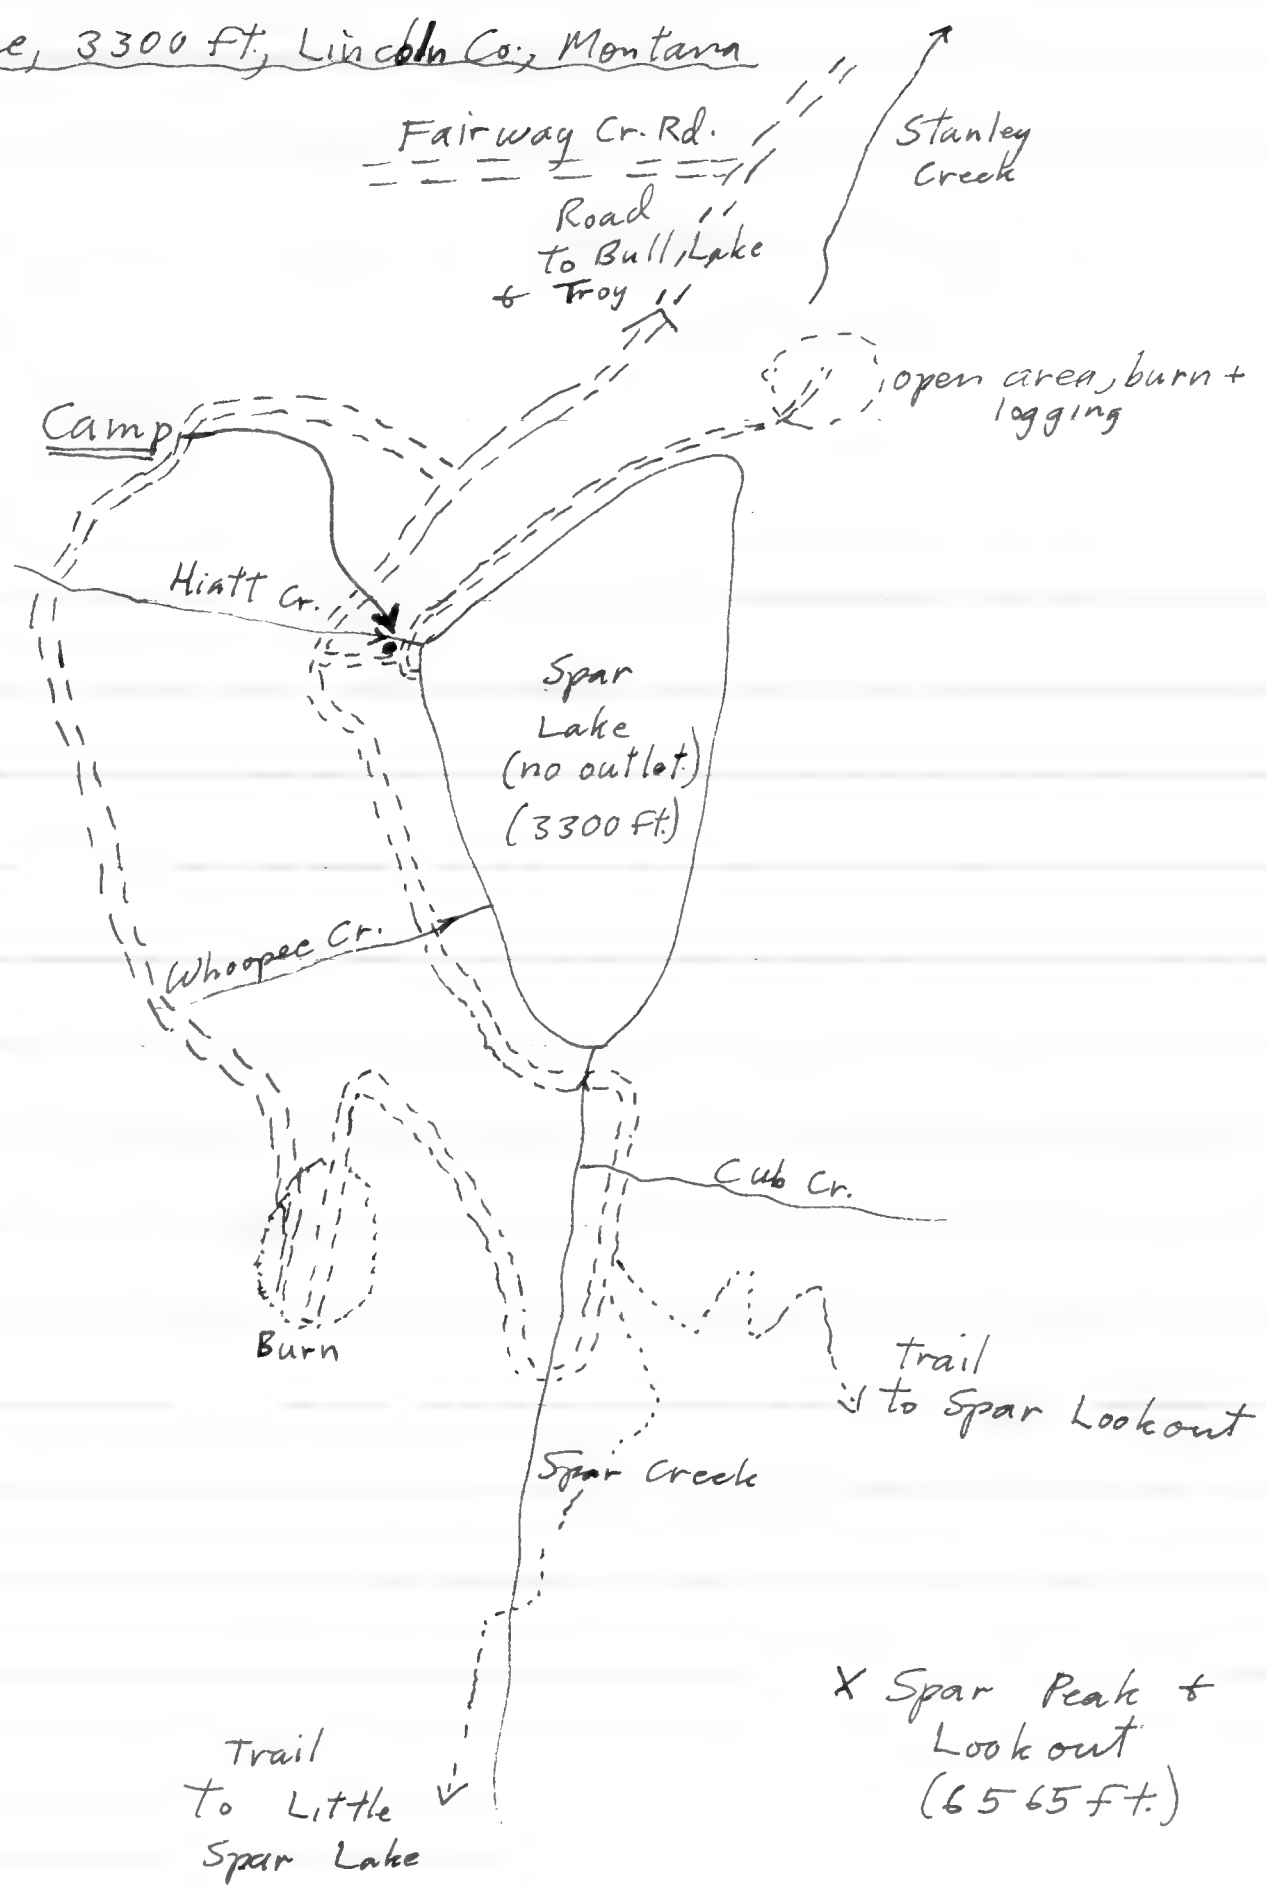 e, 3300 ft., Lincoln Co., Montana
Fairway Cr. Rd.
Stanley
Creek
Road
to Bull Lake
+ Troy
open area, burn +
logging
Camp
Hiatt Cr.
Spar
Lake
(no outlet)
(3300 ft.)
Whoopee Cr.
Cub Cr.
Burn
Trail
to Spar Lookout
Spar Creek
X Spar Peak +
Lookout
(6565 ft.)
Trail
to Little
Spar Lake